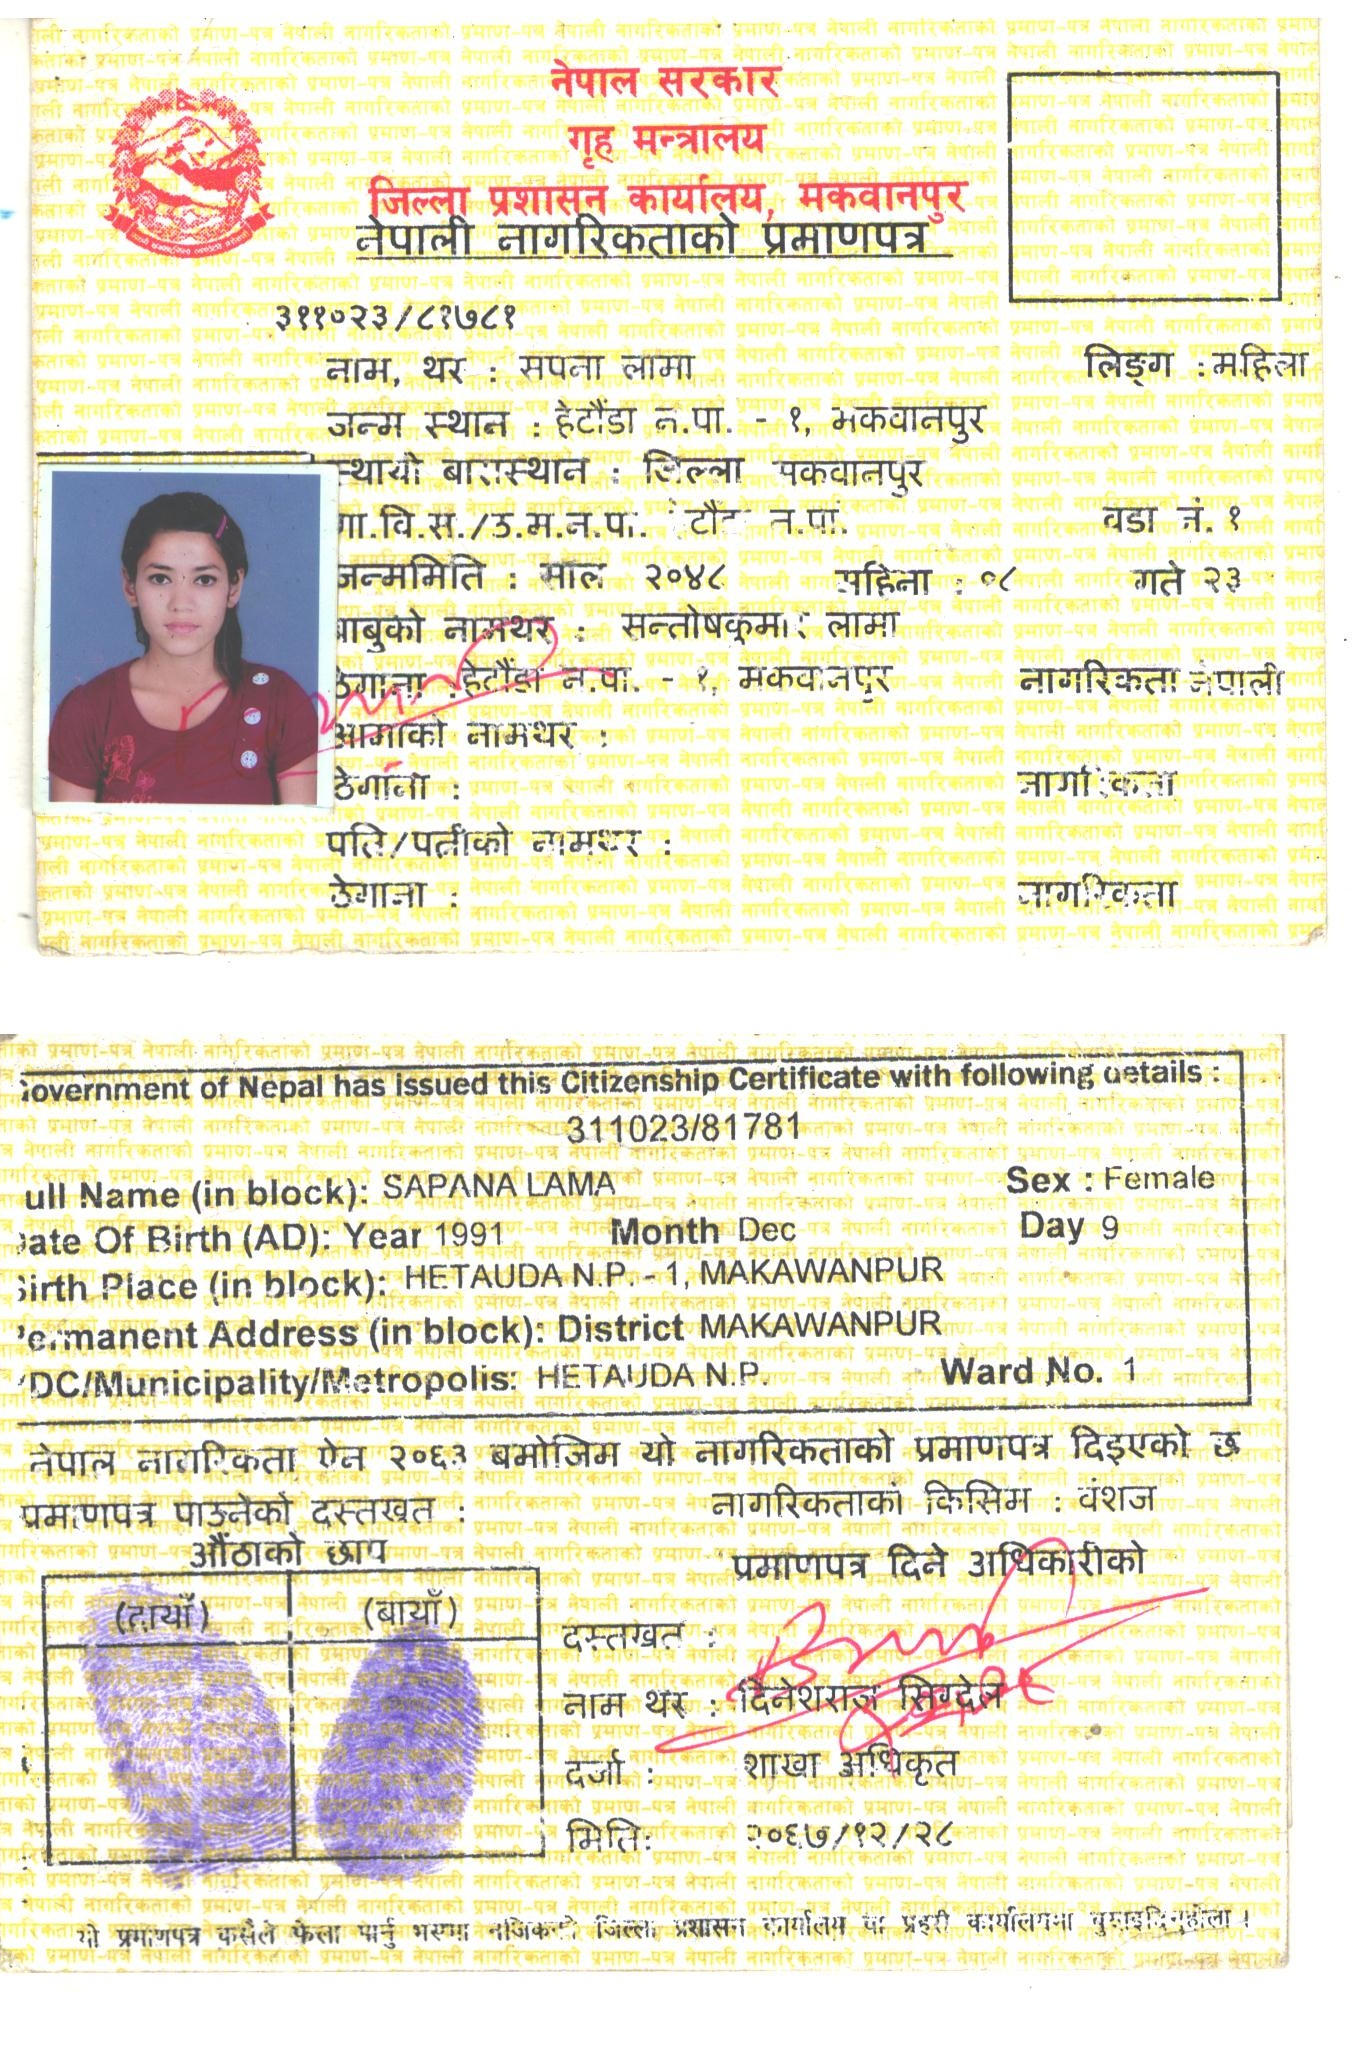 नेपाल सरकार
गृह मन्त्रालय
जिल्ला प्रशासन कार्यालय, मकवानपुर
नेपाली नागरिकताको प्रमाणपत्र
३११०२३/८१७८१
नाम, थर : सपना लामा लिङ्ग : महिला
जन्म स्थान : हेटौंडा न.पा. - १, मकवानपुर
स्थायी बासस्थान : जिल्ला मकवानपुर
गा.वि.स./उ.म.न.पा. न.पा. वडा नं. १
जन्ममिति : साल २०४८ महिना : ०८ गते २३
बाबुको नामथर : सन्तोषकुमार लामा
ठेगाना : हेटौंडा न.पा. - १, मकवानपुर नागरिकता नेपाली
आमाको नामथर :
ठेगाना : नागरिकता
पति/पत्नीको नामथर :
ठेगाना : नागरिकता
overnment of Nepal has issued this Citizenship Certificate with following details :
311023/81781
ull Name (in block): SAPANA LAMA Sex : Female
ate Of Birth (AD): Year 1991 Month Dec Day 9
irth Place (in block): HETAUDA N.P. - 1, MAKAWANPUR
ermanent Address (in block): District MAKAWANPUR
DC/Municipality/Metropolis: HETAUDA N.P. Ward No. 1
नेपाल नागरिकता ऐन २०६३ बमोजिम यो नागरिकताको प्रमाणपत्र दिइएको छ
प्रमाणपत्र पाउनेको दस्तखत : नागरिकताको किसिम : वंशज
औंठाको छाप प्रमाणपत्र दिने अधिकारीको
(दायाँ) (बायाँ)
दस्तखत :
नाम थर : दिनेशराज सिग्देल
दर्जा : शाखा अधिकृत
मिति: २०६७/१२/२८
यो प्रमाणपत्र कसैले फेला पार्नु भएमा नजिकको जिल्ला प्रशासन कार्यालय वा प्रहरी कार्यालयमा बुझाइदिनुहोला ।